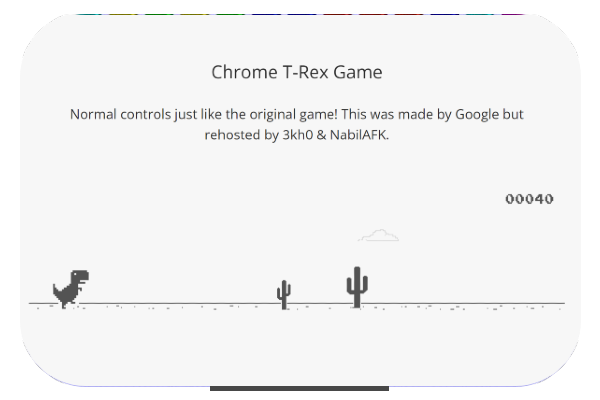 Chrome T-Rex Game
Normal controls just like the original game! This was made by Google but
rehosted by 3kh0 & NabilAFK.
00040